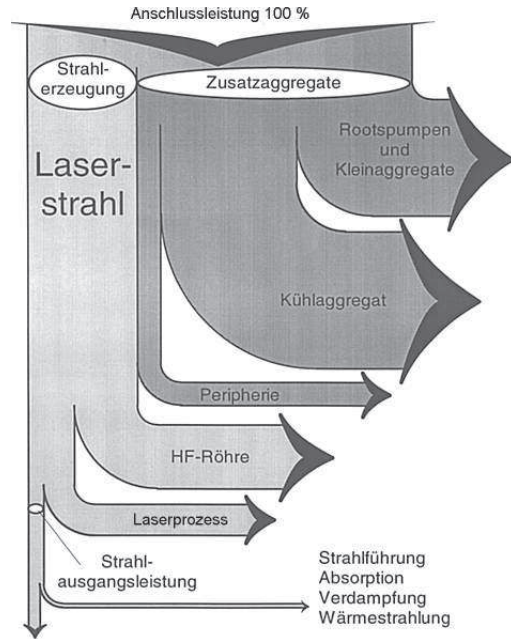 Anschlussleistung 100 %
Strahl-
erzeugung
Zusatzaggregate
Rootspumpen
und
Kleinaggregate
Laser-
strahl
Kühlaggregat
Peripherie
HF-Röhre
Laserprozess
Strahl-
ausgangsleistung
Strahlführung
Absorption
Verdampfung
Wärmestrahlung